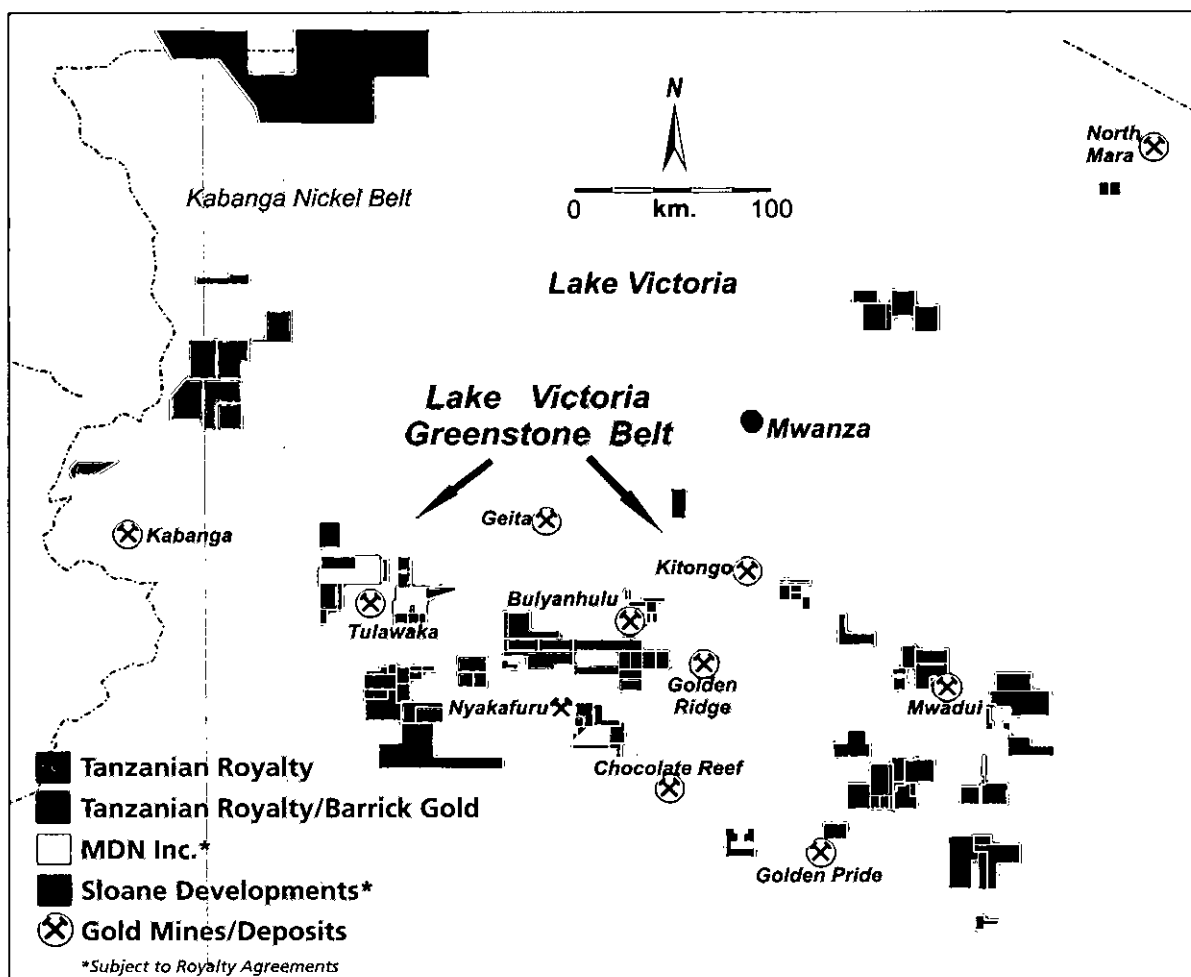 N
North
Mara
Kabanga Nickel Belt
0 km. 100
Lake Victoria
Lake Victoria
Greenstone Belt
Mwanza
Geita
Kabanga
Kitongo
Bulyanhulu
Tulawaka
Golden
Ridge
Nyakafuru
Mwadui
Chocolate Reef
Golden Pride
Tanzanian Royalty
Tanzanian Royalty/Barrick Gold
MDN Inc.*
Sloane Developments*
Gold Mines/Deposits
*Subject to Royalty Agreements